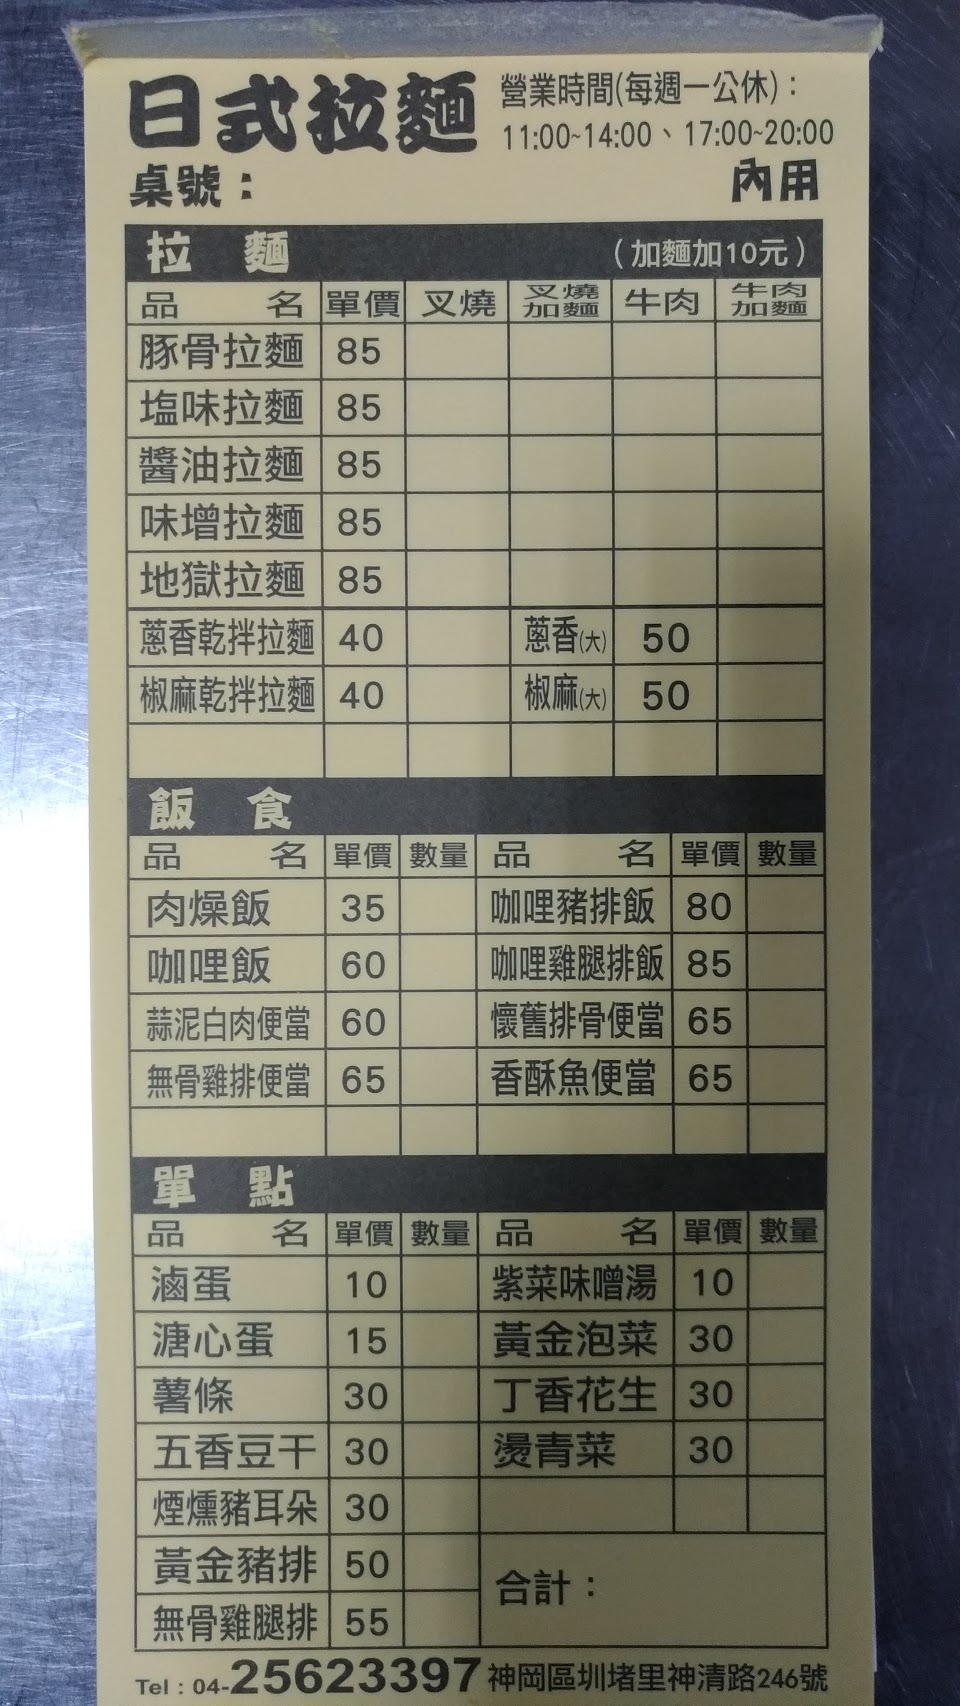 日式拉麵 營業時間(每週一公休)：
11:00~14:00、17:00~20:00
桌號： 內用
拉麵 (加麵加10元)
品名 單價 叉燒 叉燒加麵 牛肉 牛肉加麵
豚骨拉麵 85
塩味拉麵 85
醬油拉麵 85
味增拉麵 85
地獄拉麵 85
蔥香乾拌拉麵 40 蔥香(大) 50
椒麻乾拌拉麵 40 椒麻(大) 50
飯食
品名 單價 數量 品名 單價 數量
肉燥飯 35 咖哩豬排飯 80
咖哩飯 60 咖哩雞腿排飯 85
蒜泥白肉便當 60 懷舊排骨便當 65
無骨雞排便當 65 香酥魚便當 65
單點
品名 單價 數量 品名 單價 數量
滷蛋 10 紫菜味噌湯 10
溏心蛋 15 黃金泡菜 30
薯條 30 丁香花生 30
五香豆干 30 燙青菜 30
煙燻豬耳朵 30
黃金豬排 50 合計：
無骨雞腿排 55
Tel：04-25623397 神岡區圳堵里神清路246號